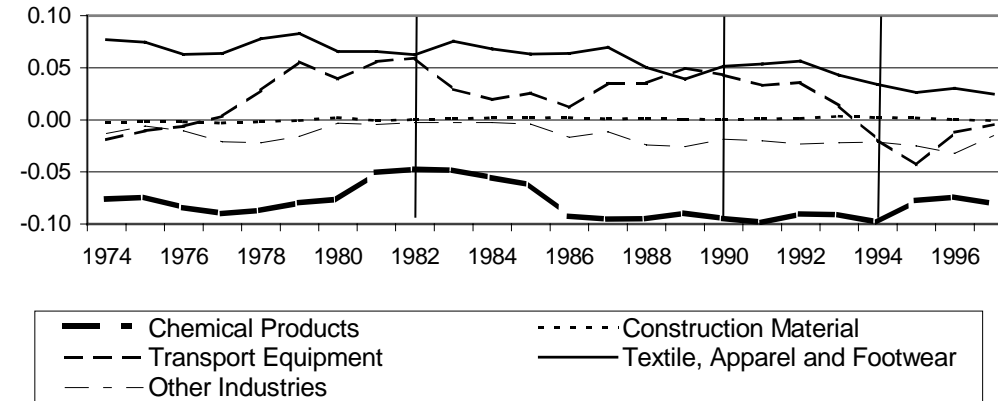 0.10
0.05
0.00
-0.05
-0.10
1974 1976 1978 1980 1982 1984 1986 1988 1990 1992 1994 1996
Chemical Products Construction Material
Transport Equipment Textile, Apparel and Footwear
Other Industries